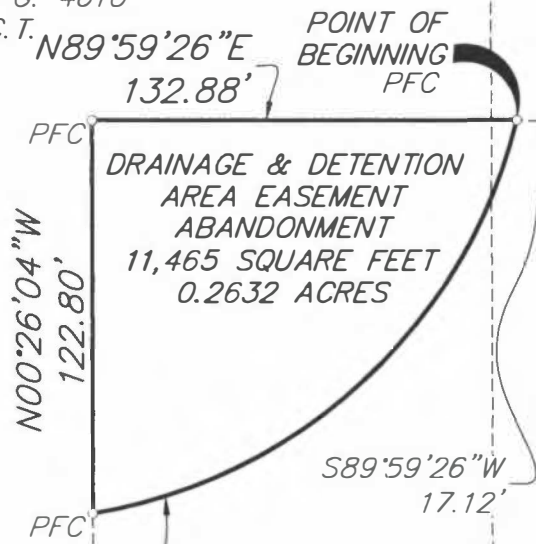 C.T.
N89°59'26"E
132.88'
POINT OF
BEGINNING
PFC
PFC
DRAINAGE & DETENTION
AREA EASEMENT
ABANDONMENT
11,465 SQUARE FEET
0.2632 ACRES
N00°26'04"W
122.80'
S89°59'26"W
17.12'
PFC